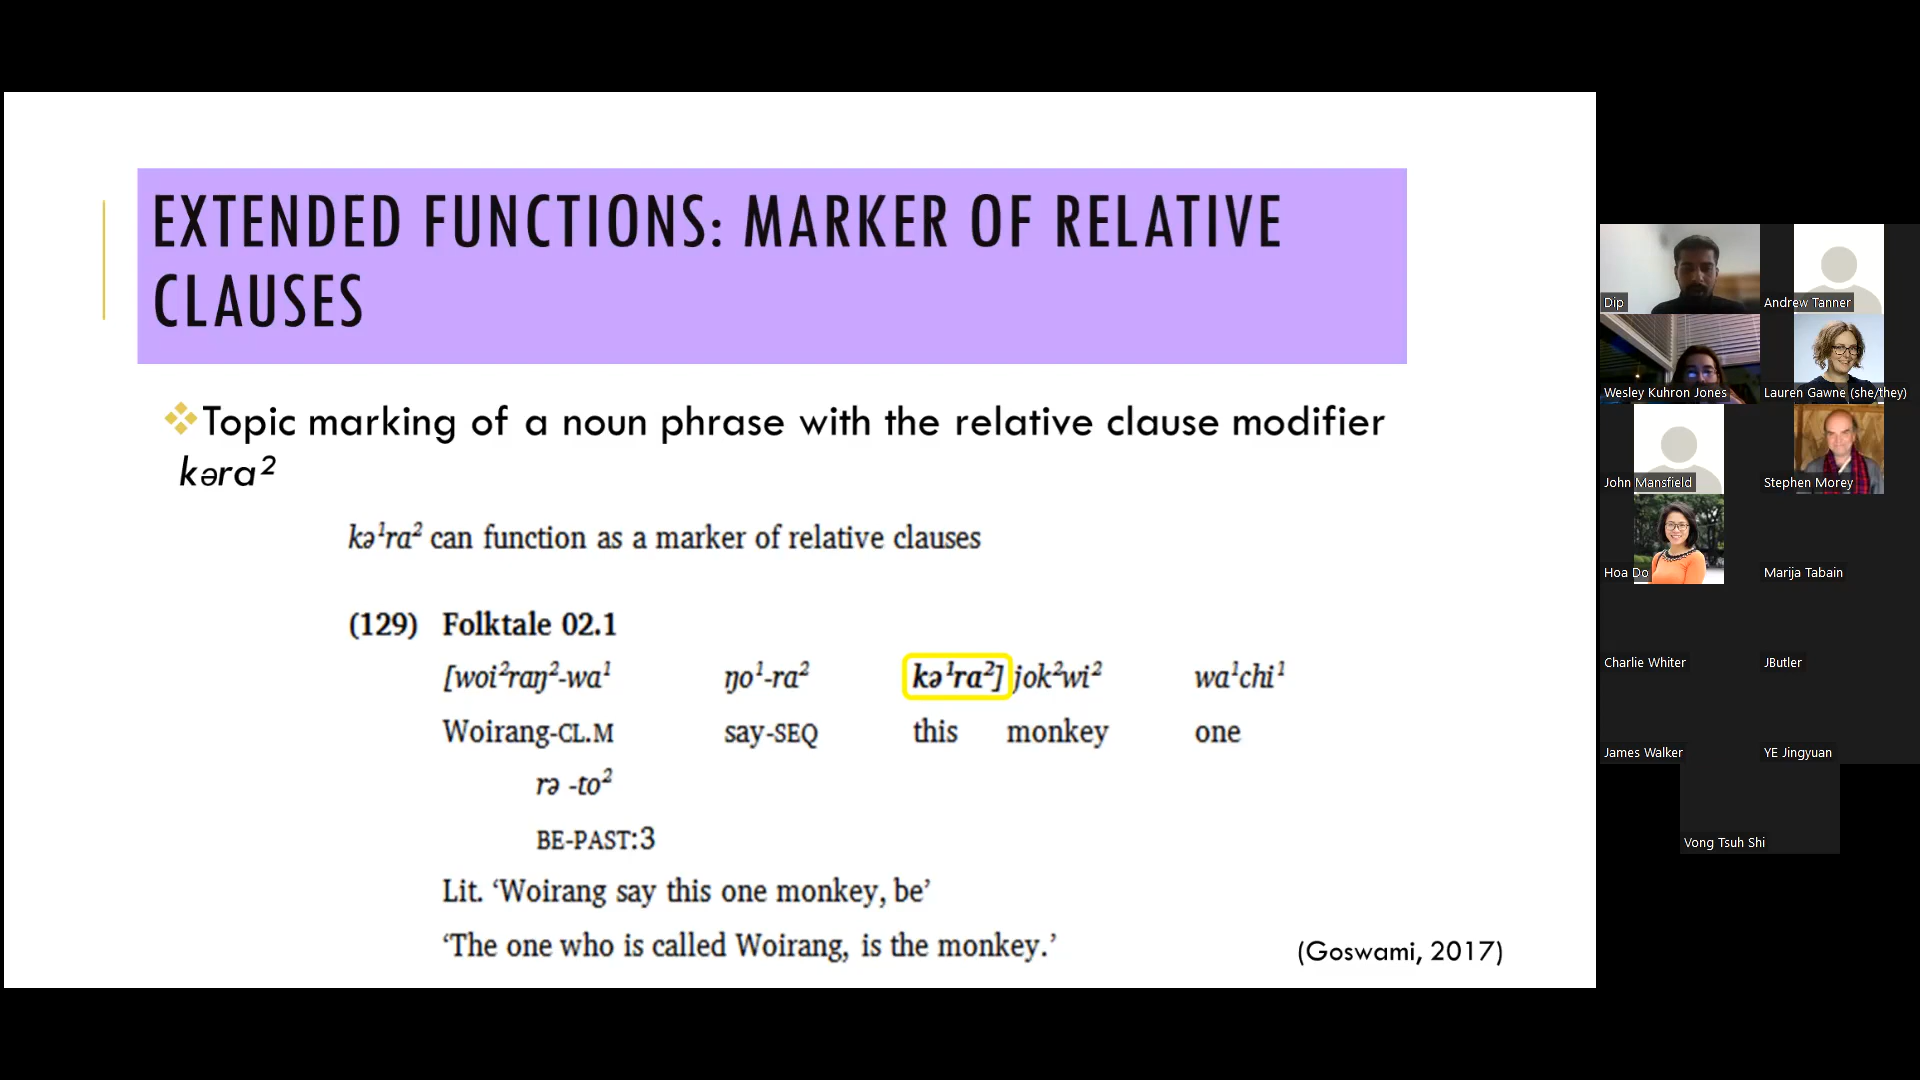 EXTENDED FUNCTIONS: MARKER OF RELATIVE
CLAUSES
Topic marking of a noun phrase with the relative clause modifier
kəra²
kə¹ra² can function as a marker of relative clauses
(129) Folktale 02.1
[woi²raŋ²-wa¹ ŋo¹-ra² kə¹ra²] jok²wi² wa¹chi¹
Woirang-CL.M say-SEQ this monkey one
rə -to²
BE-PAST:3
Lit. ‘Woirang say this one monkey, be’
‘The one who is called Woirang, is the monkey.’
(Goswami, 2017)
Dip
Andrew Tanner
Wesley Kuhron Jones
Lauren Gawne (she/they)
John Mansfield
Stephen Morey
Hoa Do
Marija Tabain
Charlie Whiter
JButler
James Walker
YE Jingyuan
Vong Tsuh Shi